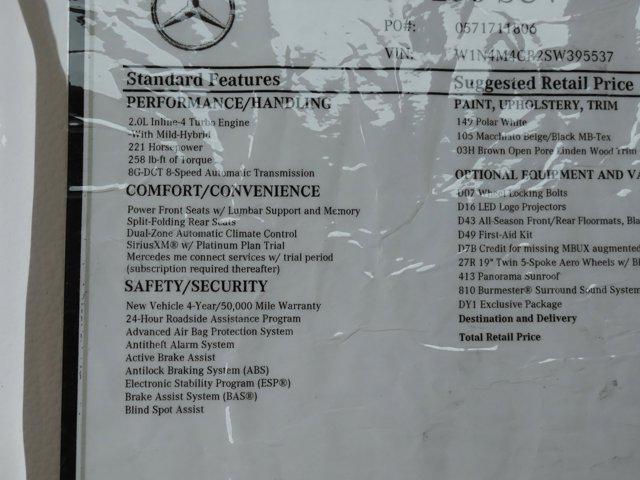 PO#: 0571711806
VIN: W1N4M4CB2SW395537
Standard Features
PERFORMANCE/HANDLING
2.0L Inline-4 Turbo Engine
-With Mild-Hybrid
221 Horsepower
258 lb-ft of Torque
8G-DCT 8-Speed Automatic Transmission
COMFORT/CONVENIENCE
Power Front Seats w/ Lumbar Support and Memory
Split-Folding Rear Seats
Dual-Zone Automatic Climate Control
SiriusXM® w/ Platinum Plan Trial
Mercedes me connect services w/ trial period
(subscription required thereafter)
SAFETY/SECURITY
New Vehicle 4-Year/50,000 Mile Warranty
24-Hour Roadside Assistance Program
Advanced Air Bag Protection System
Antitheft Alarm System
Active Brake Assist
Antilock Braking System (ABS)
Electronic Stability Program (ESP®)
Brake Assist System (BAS®)
Blind Spot Assist
Suggested Retail Price
PAINT, UPHOLSTERY, TRIM
149 Polar White
105 Macchiato Beige/Black MB-Tex
03H Brown Open Pore Linden Wood Trim
OPTIONAL EQUIPMENT AND VA
U07 Wheel Locking Bolts
D16 LED Logo Projectors
D43 All-Season Front/Rear Floormats, Bla
D49 First-Aid Kit
D7B Credit for missing MBUX augmented
27R 19" Twin 5-Spoke Aero Wheels w/ Bl
413 Panorama Sunroof
810 Burmester® Surround Sound System
DY1 Exclusive Package
Destination and Delivery
Total Retail Price